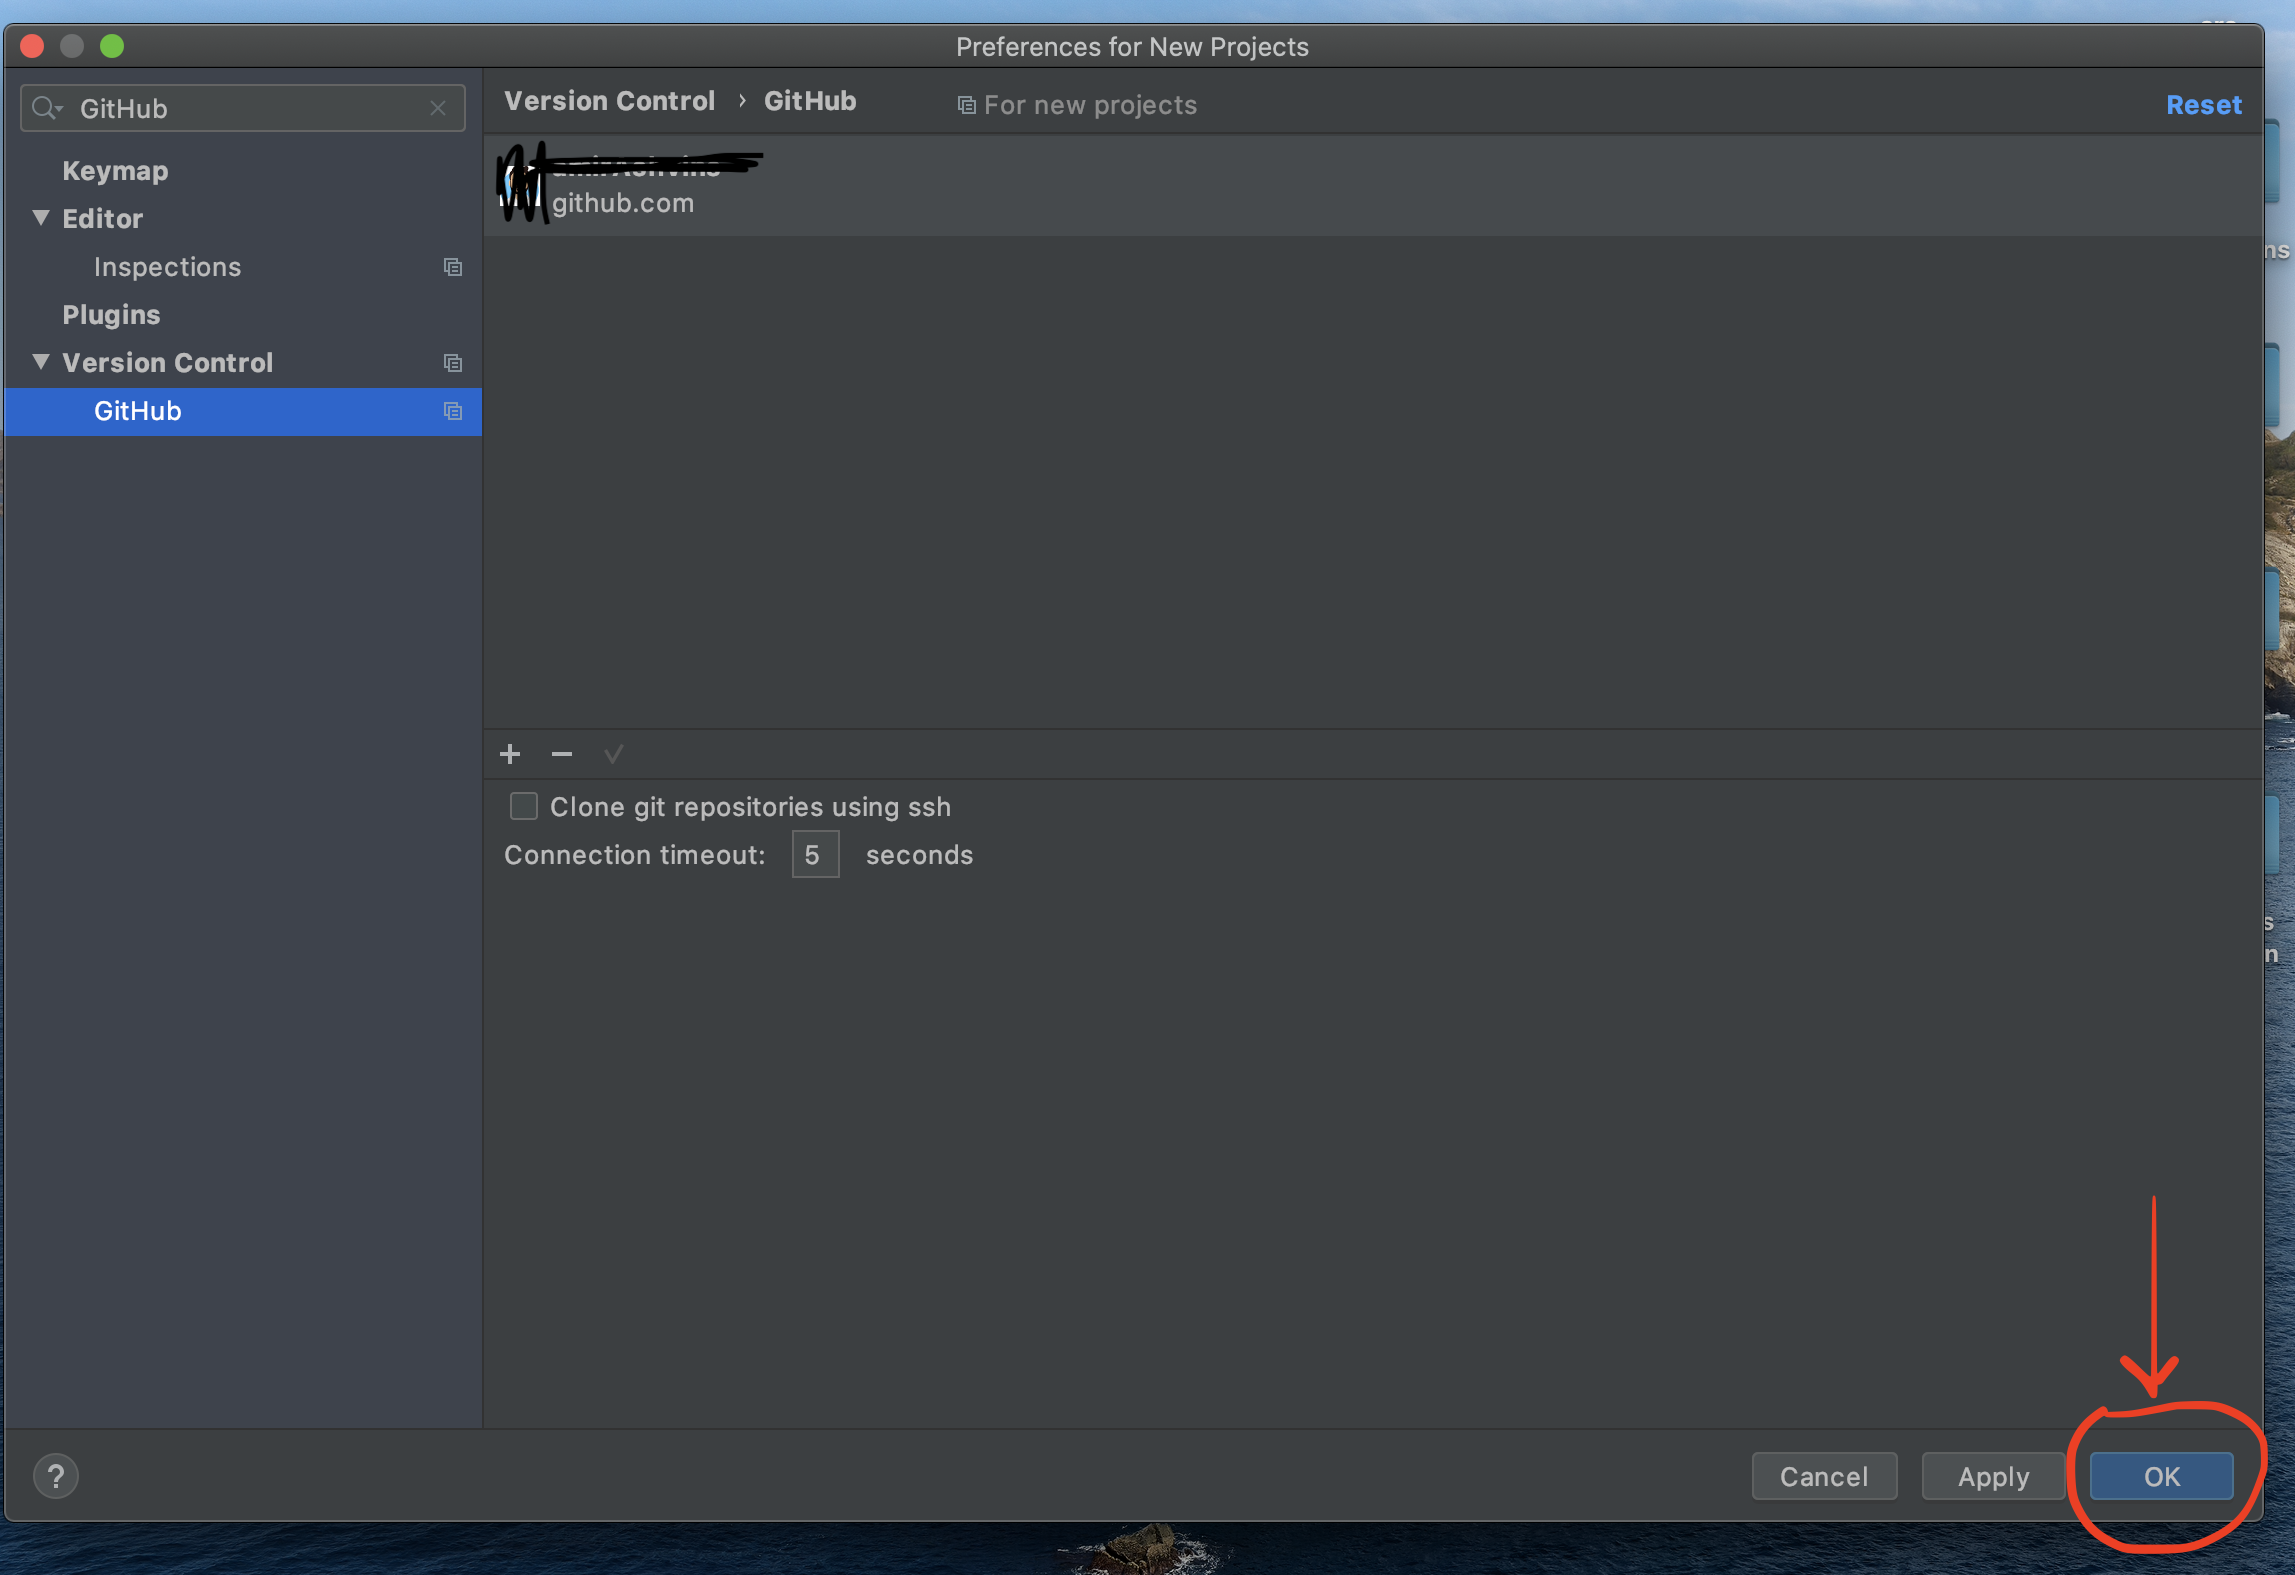 Preferences for New Projects
GitHub
Keymap
Editor
Inspections
Plugins
Version Control
GitHub
Version Control › GitHub
For new projects
Reset
github.com
Clone git repositories using ssh
Connection timeout: 5 seconds
?
Cancel
Apply
OK